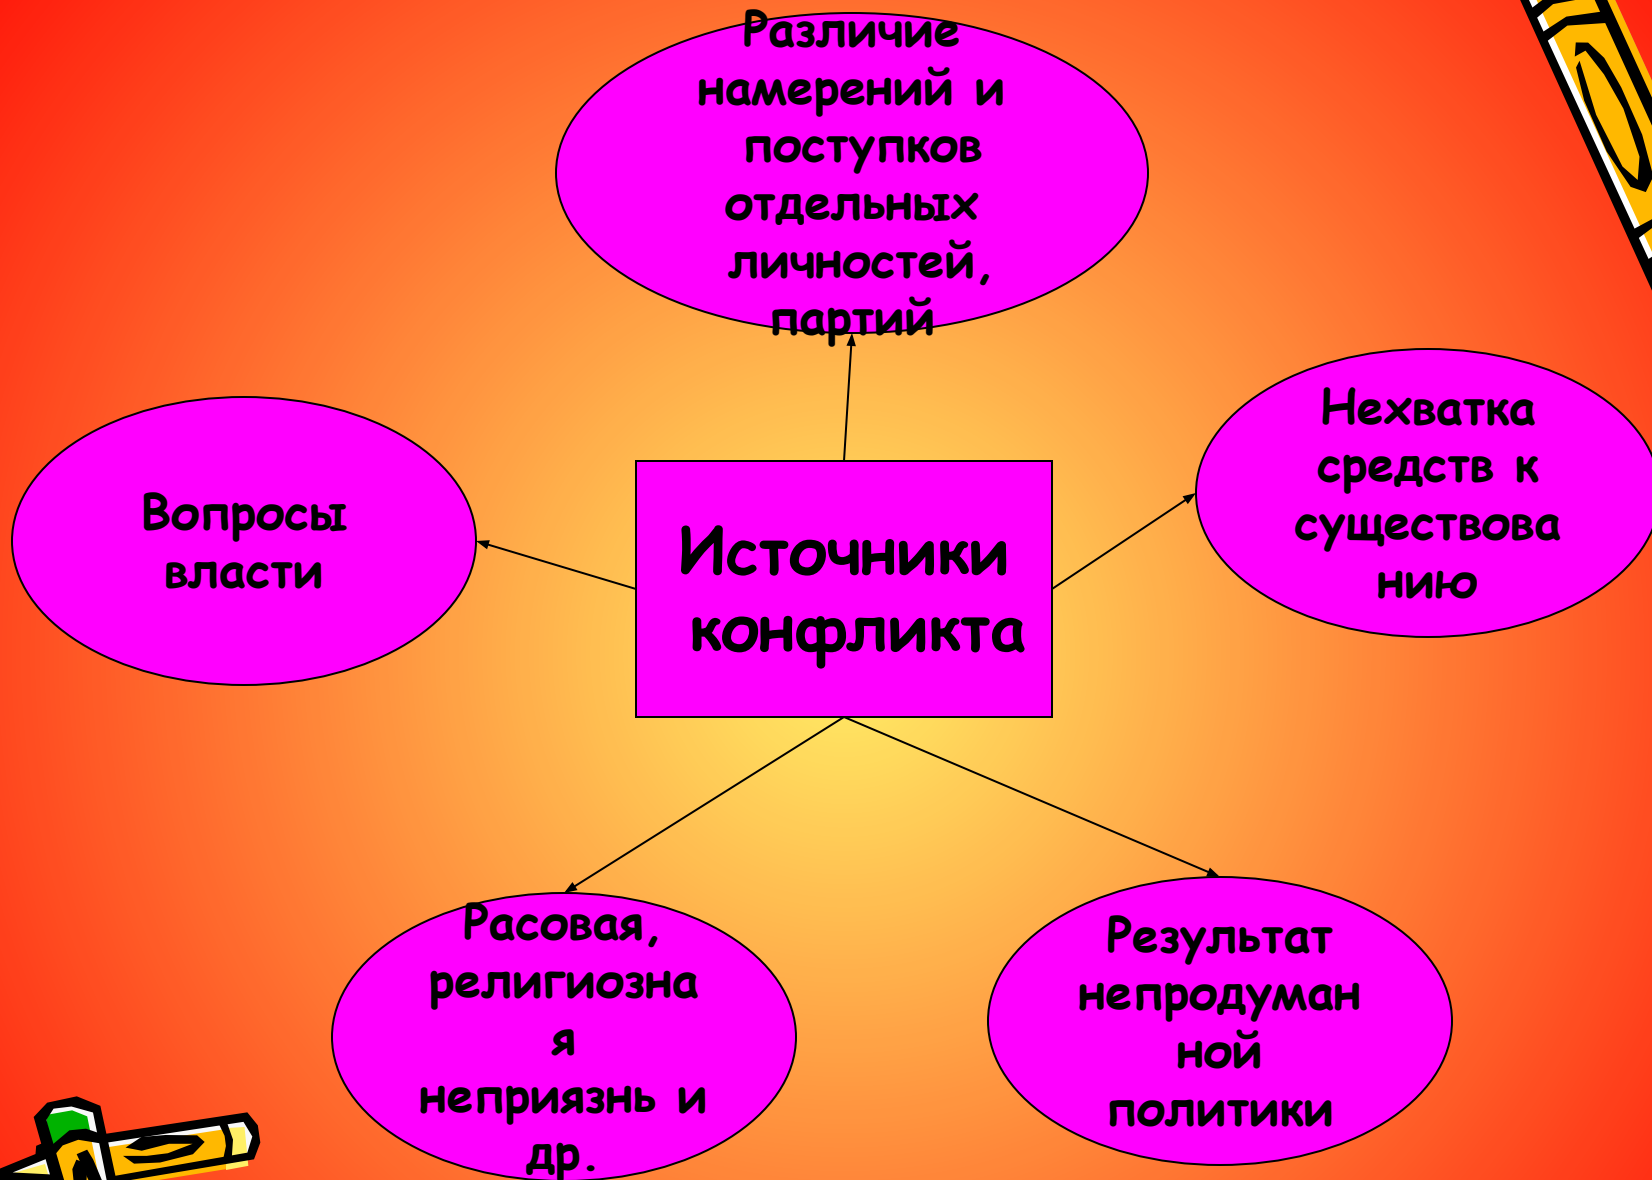 Различие
намерений и
поступков
отдельных
личностей,
партий
Нехватка
средств к
существова
нию
Вопросы
власти
Источники
конфликта
Расовая,
религиозна
я
неприязнь и
др.
Результат
непродуман
ной
политики